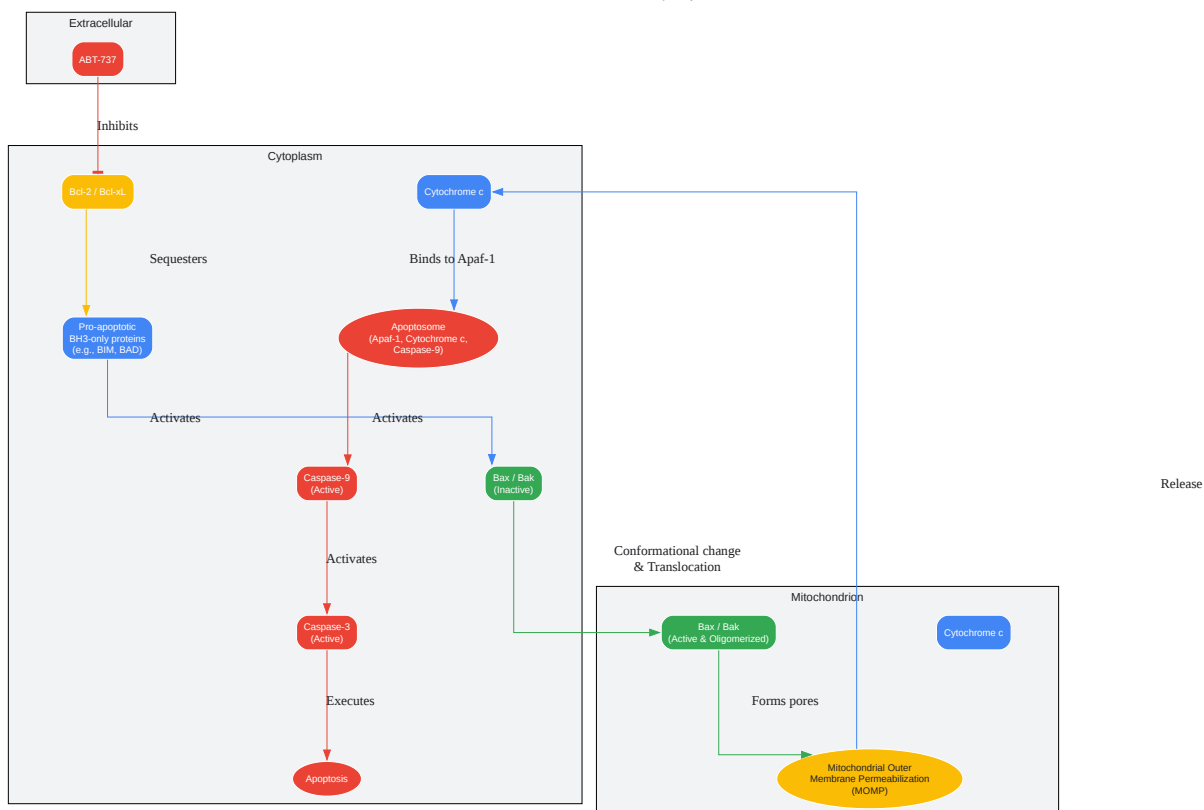 Extracellular
ABT-737
Inhibits
Cytoplasm
Bcl-2 / Bcl-xL
Cytochrome c
Sequesters
Binds to Apaf-1
Pro-apoptotic
BH3-only proteins
(e.g., BIM, BAD)
Apoptosome
(Apaf-1, Cytochrome c,
Caspase-9)
Activates
Activates
Caspase-9
(Active)
Bax / Bak
(Inactive)
Release
Activates
Conformational change
& Translocation
Mitochondrion
Caspase-3
(Active)
Bax / Bak
(Active & Oligomerized)
Cytochrome c
Executes
Forms pores
Apoptosis
Mitochondrial Outer
Membrane Permeabilization
(MOMP)